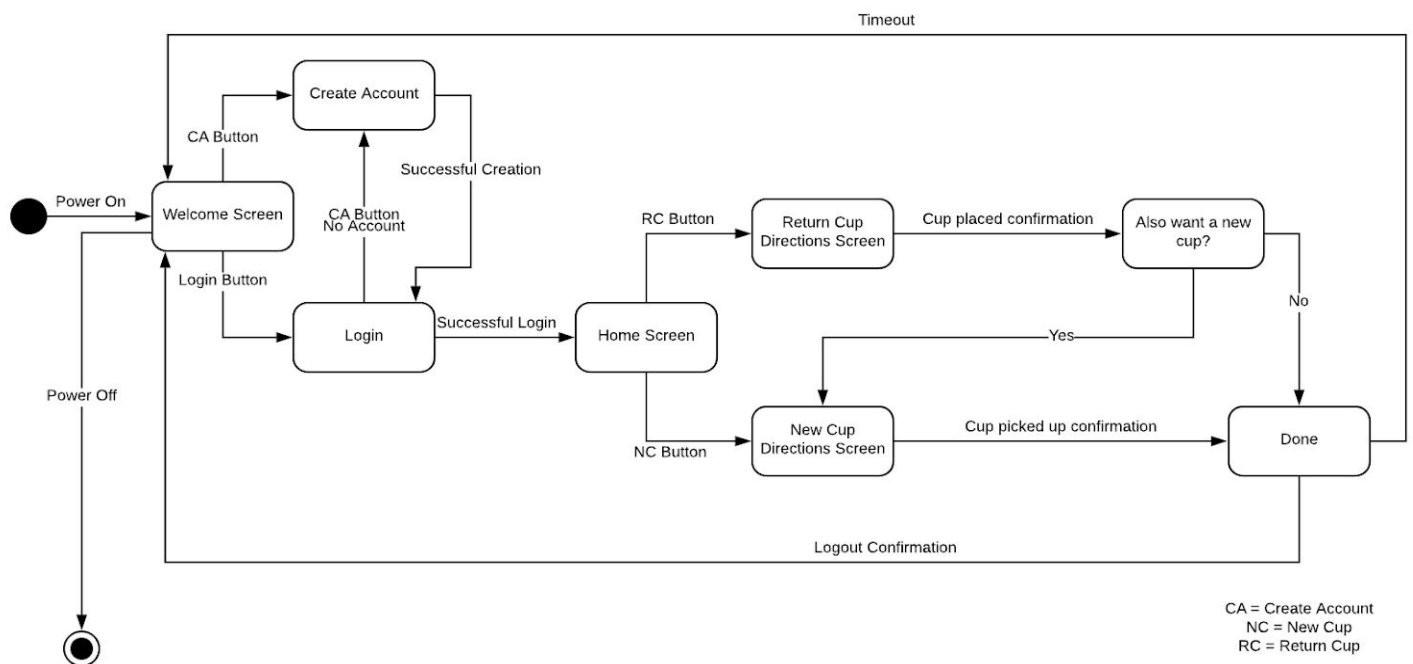 Timeout
Create Account
CA Button
Successful Creation
Power On
Welcome Screen
CA Button
No Account
RC Button
Return Cup
Directions Screen
Cup placed confirmation
Also want a new
cup?
Login Button
No
Login
Successful Login
Home Screen
Yes
Power Off
New Cup
Directions Screen
Cup picked up confirmation
Done
NC Button
Logout Confirmation
CA = Create Account
NC = New Cup
RC = Return Cup